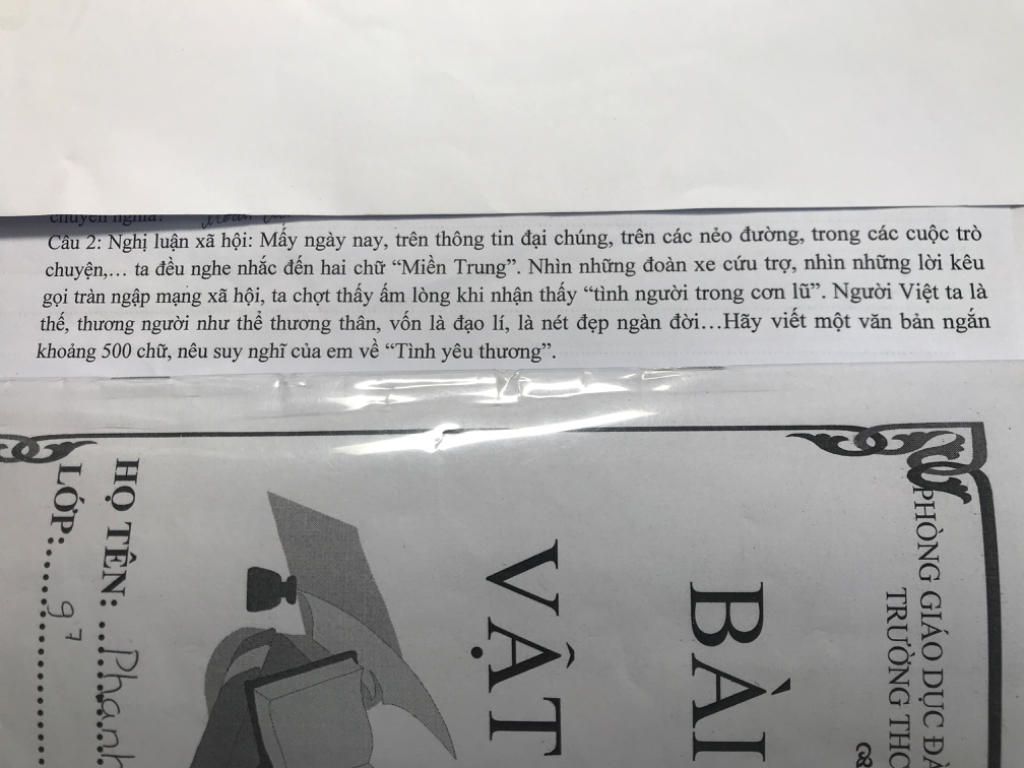 chuyển nghĩa.
Câu 2: Nghị luận xã hội: Mấy ngày nay, trên thông tin đại chúng, trên các nẻo đường, trong các cuộc trò
chuyện,… ta đều nghe nhắc đến hai chữ “Miền Trung”. Nhìn những đoàn xe cứu trợ, nhìn những lời kêu
gọi tràn ngập mạng xã hội, ta chợt thấy ấm lòng khi nhận thấy “tình người trong cơn lũ”. Người Việt ta là
thế, thương người như thể thương thân, vốn là đạo lí, là nét đẹp ngàn đời…Hãy viết một văn bản ngắn
khoảng 500 chữ, nêu suy nghĩ của em về “Tình yêu thương”.
PHÒNG GIÁO DỤC
TRƯỜNG
BÀI
VẬT
HỌ TÊN: Phanh
LỚP: 97